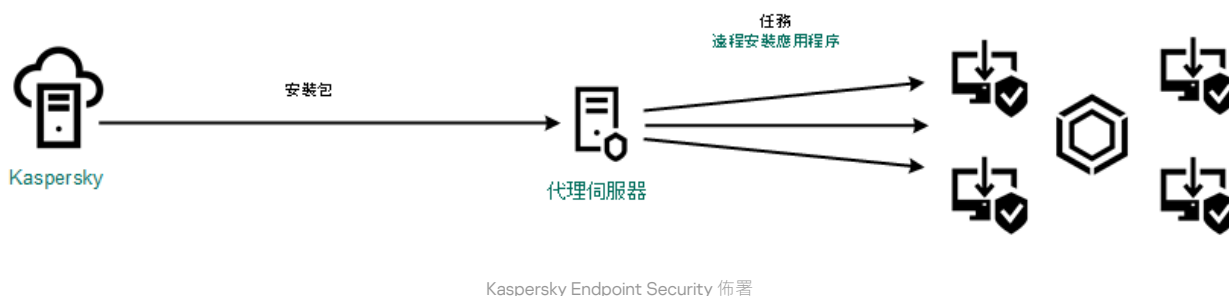 任務
遠程安裝應用程序
安裝包
Kaspersky
代理伺服器
Kaspersky Endpoint Security 佈署